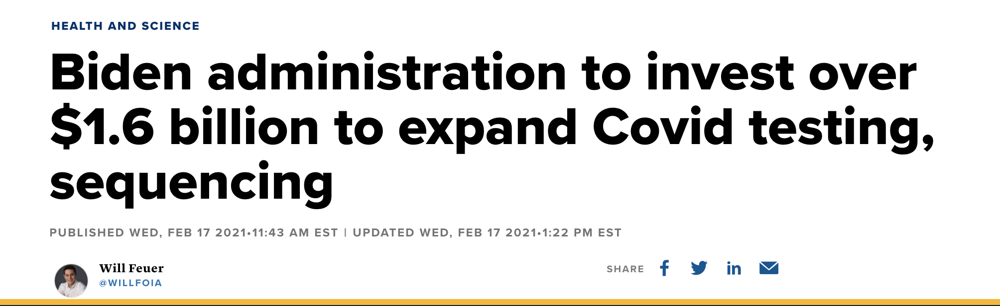 HEALTH AND SCIENCE
Biden administration to invest over
$1.6 billion to expand Covid testing,
sequencing
PUBLISHED WED, FEB 17 2021•11:43 AM EST | UPDATED WED, FEB 17 2021•1:22 PM EST
Will Feuer
@WILLFOIA
SHARE